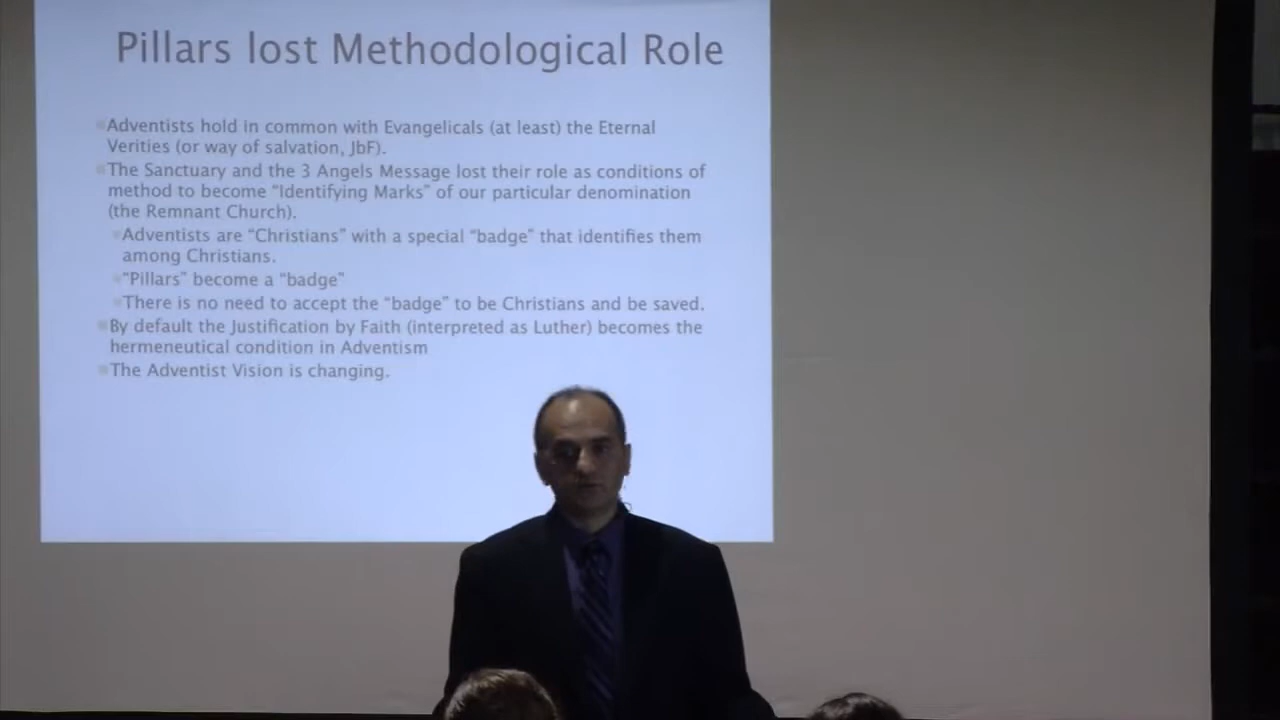 Pillars lost Methodological Role
Adventists hold in common with Evangelicals (at least) the Eternal
Verities (or way of salvation, JbF).
The Sanctuary and the 3 Angels Message lost their role as conditions of
method to become “Identifying Marks” of our particular denomination
(the Remnant Church).
Adventists are “Christians” with a special “badge” that identifies them
among Christians.
“Pillars” become a “badge”
There is no need to accept the “badge” to be Christians and be saved.
By default the Justification by Faith (interpreted as Luther) becomes the
hermeneutical condition in Adventism
The Adventist Vision is changing.